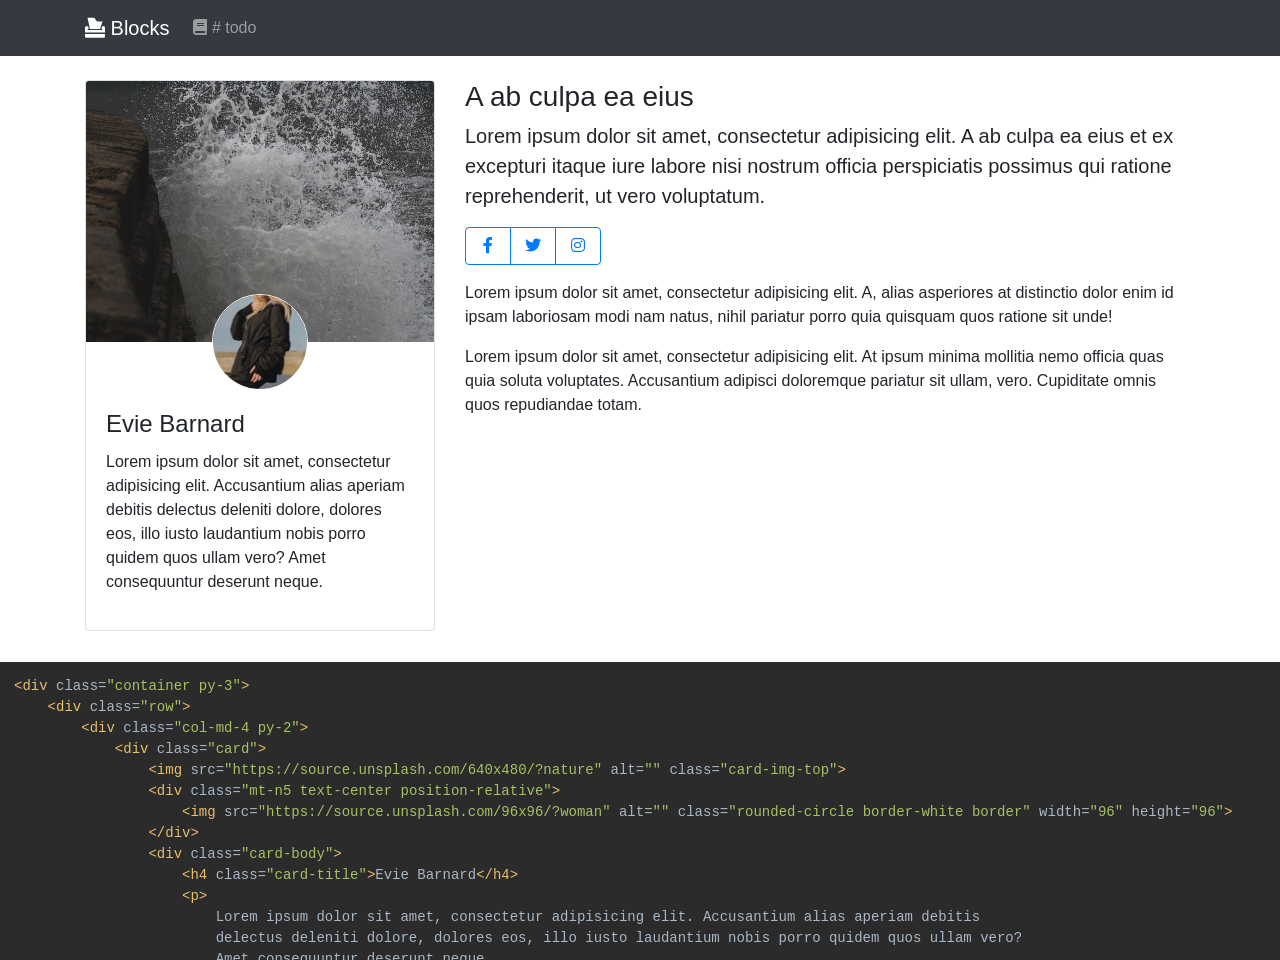 Blocks # todo
A ab culpa ea eius
Lorem ipsum dolor sit amet, consectetur adipisicing elit. A ab culpa ea eius et ex
excepturi itaque iure labore nisi nostrum officia perspiciatis possimus qui ratione
reprehenderit, ut vero voluptatum.
Lorem ipsum dolor sit amet, consectetur adipisicing elit. A, alias asperiores at distinctio dolor enim id
ipsam laboriosam modi nam natus, nihil pariatur porro quia quisquam quos ratione sit unde!
Lorem ipsum dolor sit amet, consectetur adipisicing elit. At ipsum minima mollitia nemo officia quas
quia soluta voluptates. Accusantium adipisci doloremque pariatur sit ullam, vero. Cupiditate omnis
quos repudiandae totam.
Evie Barnard
Lorem ipsum dolor sit amet, consectetur
adipisicing elit. Accusantium alias aperiam
debitis delectus deleniti dolore, dolores
eos, illo iusto laudantium nobis porro
quidem quos ullam vero? Amet
consequuntur deserunt neque.
<div class="container py-3">
<div class="row">
<div class="col-md-4 py-2">
<div class="card">
<img src="https://source.unsplash.com/640x480/?nature" alt="" class="card-img-top">
<div class="mt-n5 text-center position-relative">
<img src="https://source.unsplash.com/96x96/?woman" alt="" class="rounded-circle border-white border" width="96" height="96">
</div>
<div class="card-body">
<h4 class="card-title">Evie Barnard</h4>
<p>
Lorem ipsum dolor sit amet, consectetur adipisicing elit. Accusantium alias aperiam debitis
delectus deleniti dolore, dolores eos, illo iusto laudantium nobis porro quidem quos ullam vero?
Amet consequuntur deserunt neque.